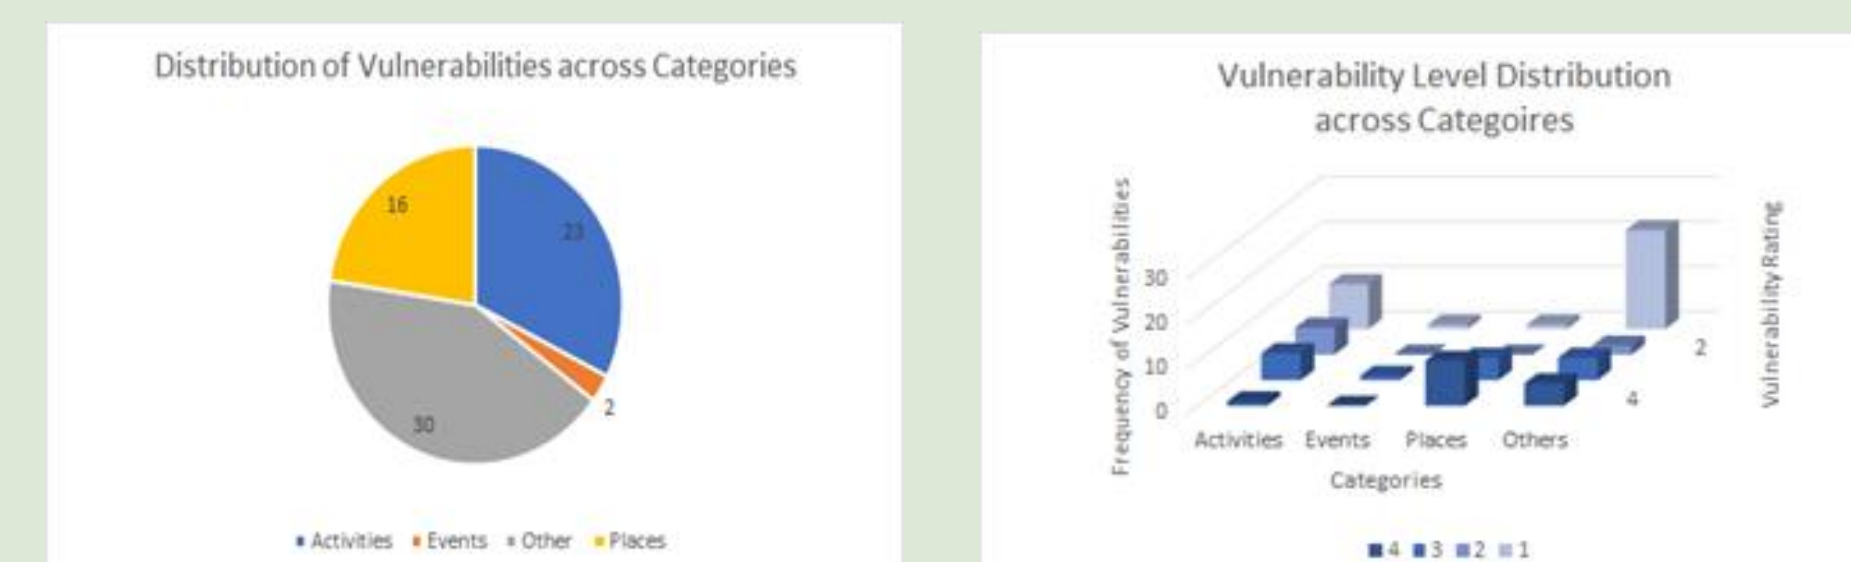 Distribution of Vulnerabilities across Categories
16
23
30
2
Activities Events Other Places
Vulnerability Level Distribution
across Categoires
Frequency of Vulnerabilities
30
20
10
0
2
4
Vulnerability Rating
Activities Events Places Others
Categories
4 3 2 1